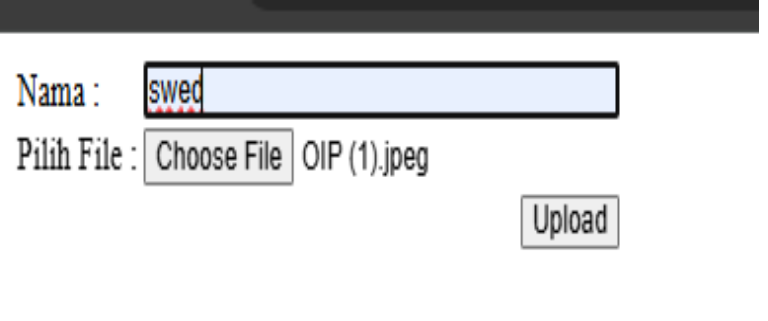 Nama : swed
Pilih File : Choose File OIP (1).jpeg
Upload